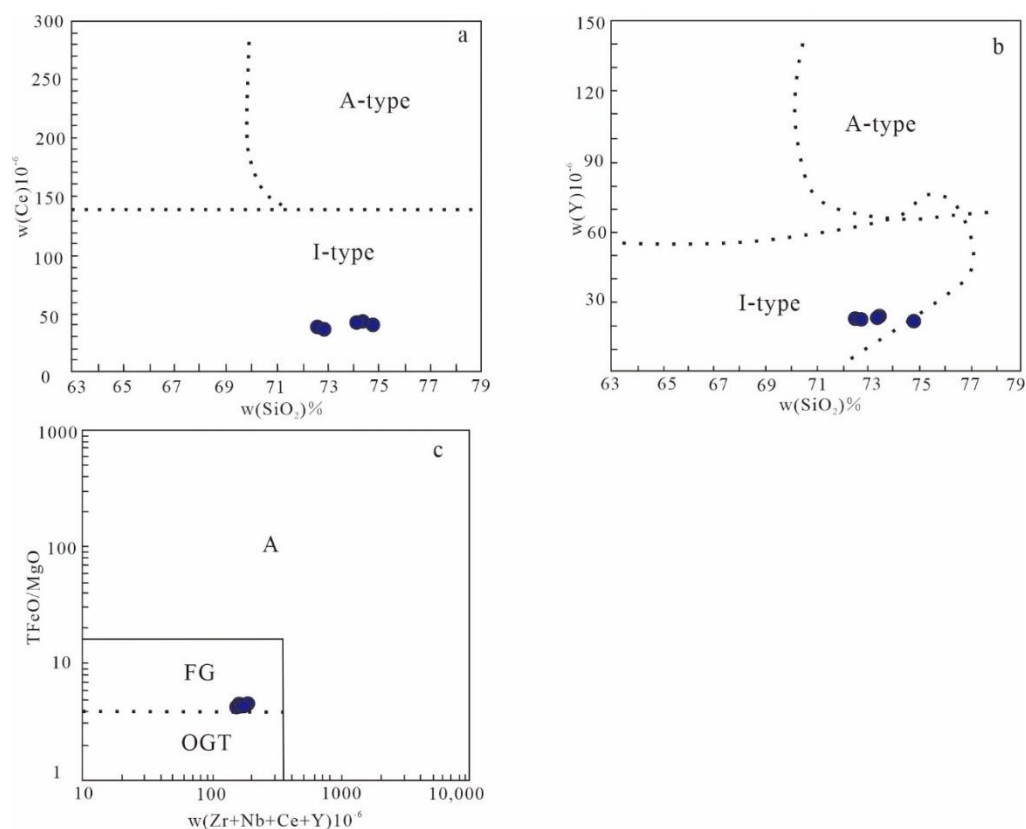 a
300
250
200
150
100
50
0
w(Ce)10⁻⁶
A-type
I-type
63 65 67 69 71 73 75 77 79
w(SiO₂)%
b
150
120
90
60
30
w(Y)10⁻⁶
A-type
I-type
63 65 67 69 71 73 75 77 79
w(SiO₂)%
c
1000
100
10
1
TFeO/MgO
A
FG
OGT
10 100 1000 10,000
w(Zr+Nb+Ce+Y)10⁻⁶